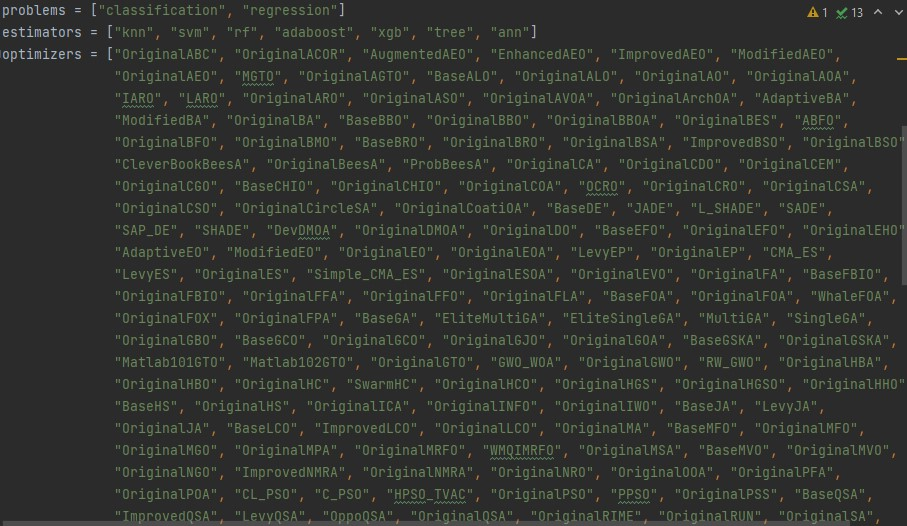 problems = ["classification", "regression"] 1 13
estimators = ["knn", "svm", "rf", "adaboost", "xgb", "tree", "ann"]
optimizers = ["OriginalABC", "OriginalACOR", "AugmentedAEO", "EnhancedAEO", "ImprovedAEO", "ModifiedAEO",
"OriginalAEO", "MGTO", "OriginalAGTO", "BaseALO", "OriginalALO", "OriginalAO", "OriginalAOA",
"IARO", "LARO", "OriginalARO", "OriginalASO", "OriginalAVOA", "OriginalArchOA", "AdaptiveBA",
"ModifiedBA", "OriginalBA", "BaseBBO", "OriginalBBO", "OriginalBBOA", "OriginalBES", "ABFO",
"OriginalBFO", "OriginalBMO", "BaseBRO", "OriginalBRO", "OriginalBSA", "ImprovedBSO", "OriginalBSO"
"CleverBookBeesA", "OriginalBeesA", "ProbBeesA", "OriginalCA", "OriginalCDO", "OriginalCEM",
"OriginalCGO", "BaseCHIO", "OriginalCHIO", "OriginalCOA", "OCRO", "OriginalCRO", "OriginalCSA",
"OriginalCSO", "OriginalCircleSA", "OriginalCoatiOA", "BaseDE", "JADE", "L_SHADE", "SADE",
"SAP_DE", "SHADE", "DevDMOA", "OriginalDMOA", "OriginalDO", "BaseEFO", "OriginalEFO", "OriginalEHO"
"AdaptiveEO", "ModifiedEO", "OriginalEO", "OriginalEOA", "LevyEP", "OriginalEP", "CMA_ES",
"LevyES", "OriginalES", "Simple_CMA_ES", "OriginalESOA", "OriginalEVO", "OriginalFA", "BaseFBIO",
"OriginalFBIO", "OriginalFFA", "OriginalFFO", "OriginalFLA", "BaseFOA", "OriginalFOA", "WhaleFOA",
"OriginalFOX", "OriginalFPA", "BaseGA", "EliteMultiGA", "EliteSingleGA", "MultiGA", "SingleGA",
"OriginalGBO", "BaseGCO", "OriginalGCO", "OriginalGJO", "OriginalGOA", "BaseGSKA", "OriginalGSKA",
"Matlab101GTO", "Matlab102GTO", "OriginalGTO", "GWO_WOA", "OriginalGWO", "RW_GWO", "OriginalHBA",
"OriginalHBO", "OriginalHC", "SwarmHC", "OriginalHCO", "OriginalHGS", "OriginalHGSO", "OriginalHHO"
"BaseHS", "OriginalHS", "OriginalICA", "OriginalINFO", "OriginalIWO", "BaseJA", "LevyJA",
"OriginalJA", "BaseLCO", "ImprovedLCO", "OriginalLCO", "OriginalMA", "BaseMFO", "OriginalMFO",
"OriginalMGO", "OriginalMPA", "OriginalMRFO", "WMQIMRFO", "OriginalMSA", "BaseMVO", "OriginalMVO",
"OriginalNGO", "ImprovedNMRA", "OriginalNMRA", "OriginalNRO", "OriginalOOA", "OriginalPFA",
"OriginalPOA", "CL_PSO", "C_PSO", "HPSO_TVAC", "OriginalPSO", "PPSO", "OriginalPSS", "BaseQSA",
"ImprovedQSA", "LevyQSA", "OppoQSA", "OriginalQSA", "OriginalRIME", "OriginalRUN", "OriginalSA",